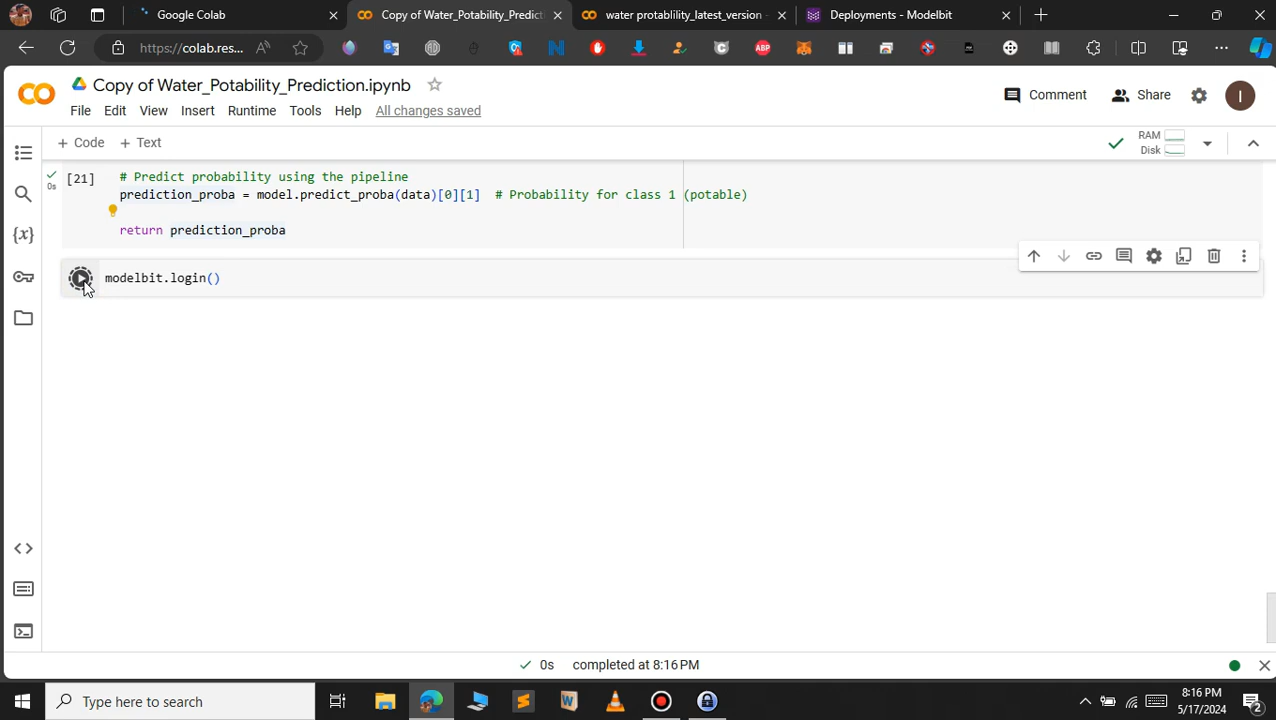 Google Colab
Copy of Water_Potability_Predict
water protablility_latest_version -
Deployments - Modelbit
https://colab.res...
Copy of Water_Potability_Prediction.ipynb
Comment
Share
I
File Edit View Insert Runtime Tools Help All changes saved
+ Code + Text
RAM
Disk
[21]
0s
# Predict probability using the pipeline
prediction_proba = model.predict_proba(data)[0][1]  # Probability for class 1 (potable)
return prediction_proba
modelbit.login()
{x}
0s completed at 8:16 PM
Type here to search
8:16 PM
5/17/2024
2